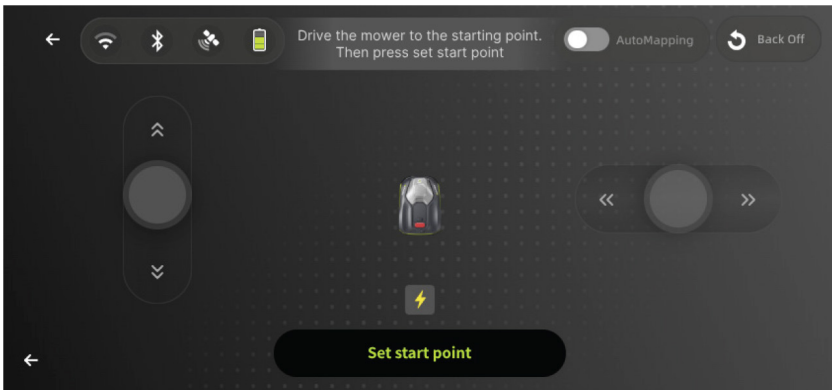 Drive the mower to the starting point.
Then press set start point
AutoMapping
Back Off
Set start point